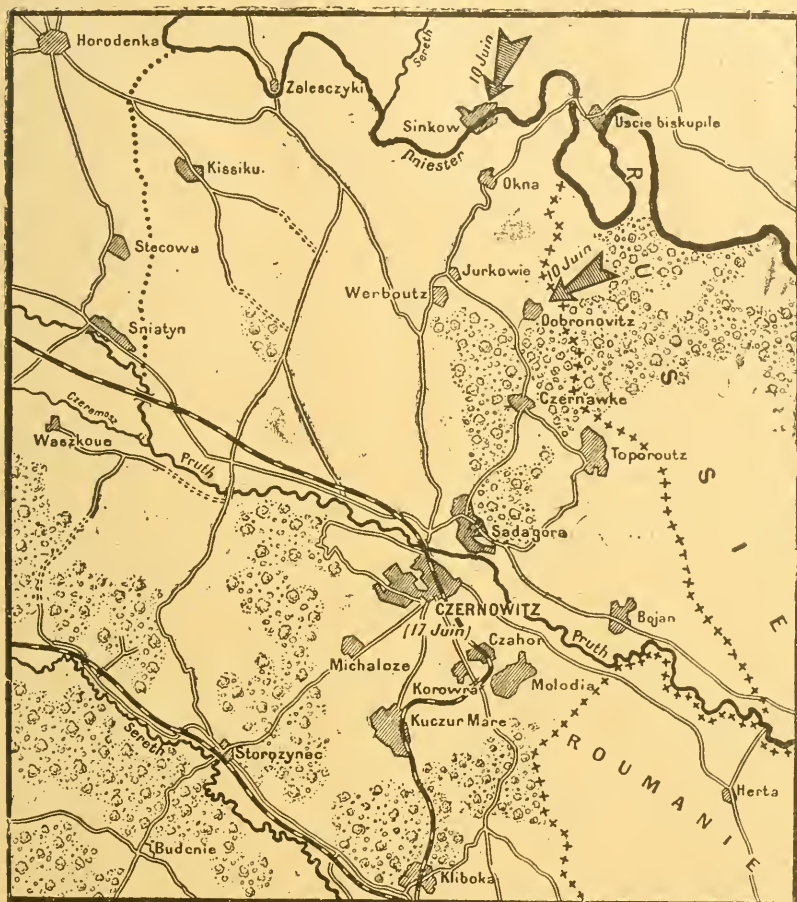 Horodenka
Zalesczyki
Sereth
10 Juin
Sinkow
Uscie biskupile
Dniester
Okna
Kissiku.
Stecowa
Jurkowie
Werboutz
10 Juin
Dobronovitz
RUSSIE
Sniatyn
Czeremosz
Czernawke
Waszkoue
Pruth
Toporoutz
Sadagora
CZERNOWITZ
(17 Juin)
Bojan
Pruth
Michaloze
Czahor
Korowra
Molodia
Kuczur Mare
Sereth
Storozynec
ROUMANIE
Herta
Budenie
Kliboka